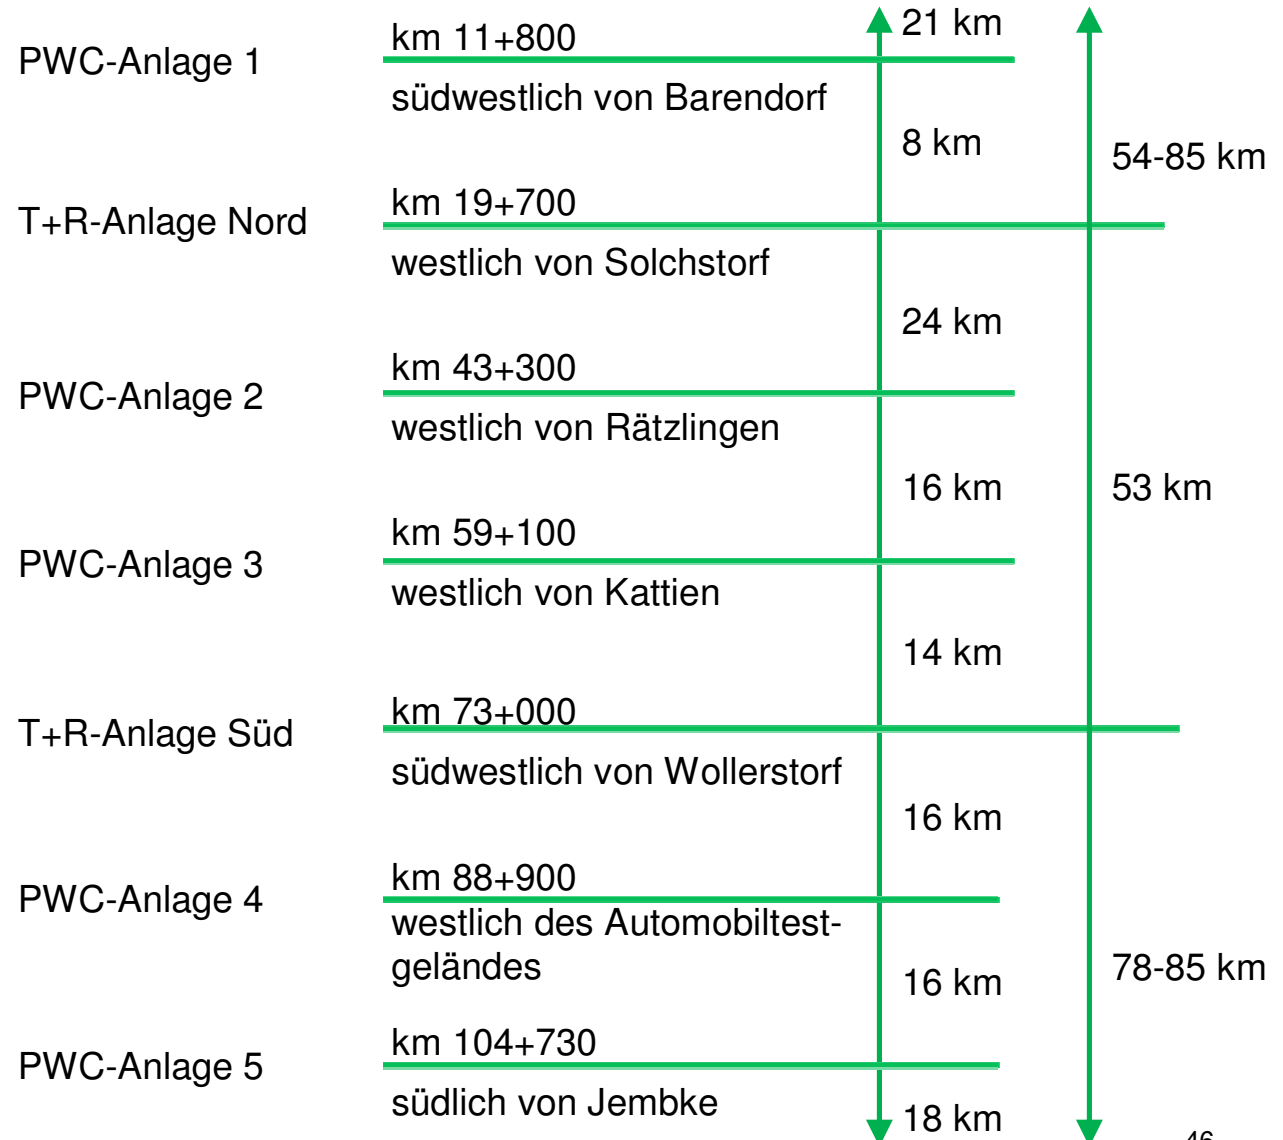 21 km
PWC-Anlage 1
km 11+800
südwestlich von Barendorf
8 km
54-85 km
T+R-Anlage Nord
km 19+700
westlich von Solchstorf
24 km
PWC-Anlage 2
km 43+300
westlich von Rätzlingen
16 km
53 km
PWC-Anlage 3
km 59+100
westlich von Kattien
14 km
T+R-Anlage Süd
km 73+000
südwestlich von Wollerstorf
16 km
PWC-Anlage 4
km 88+900
westlich des Automobiltest-
geländes
16 km
78-85 km
PWC-Anlage 5
km 104+730
südlich von Jembke
18 km
46